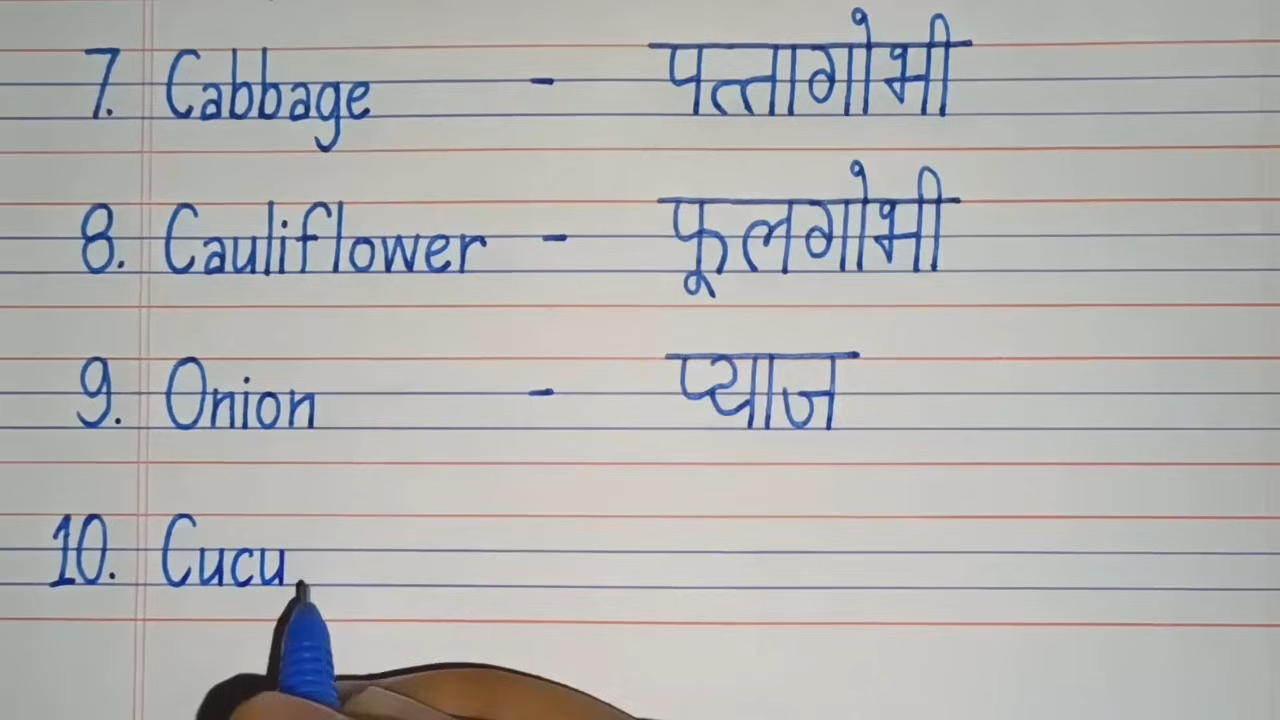 7. Cabbage - पत्तागोभी
8. Cauliflower - फूलगोभी
9. Onion - प्याज
10. Cucu